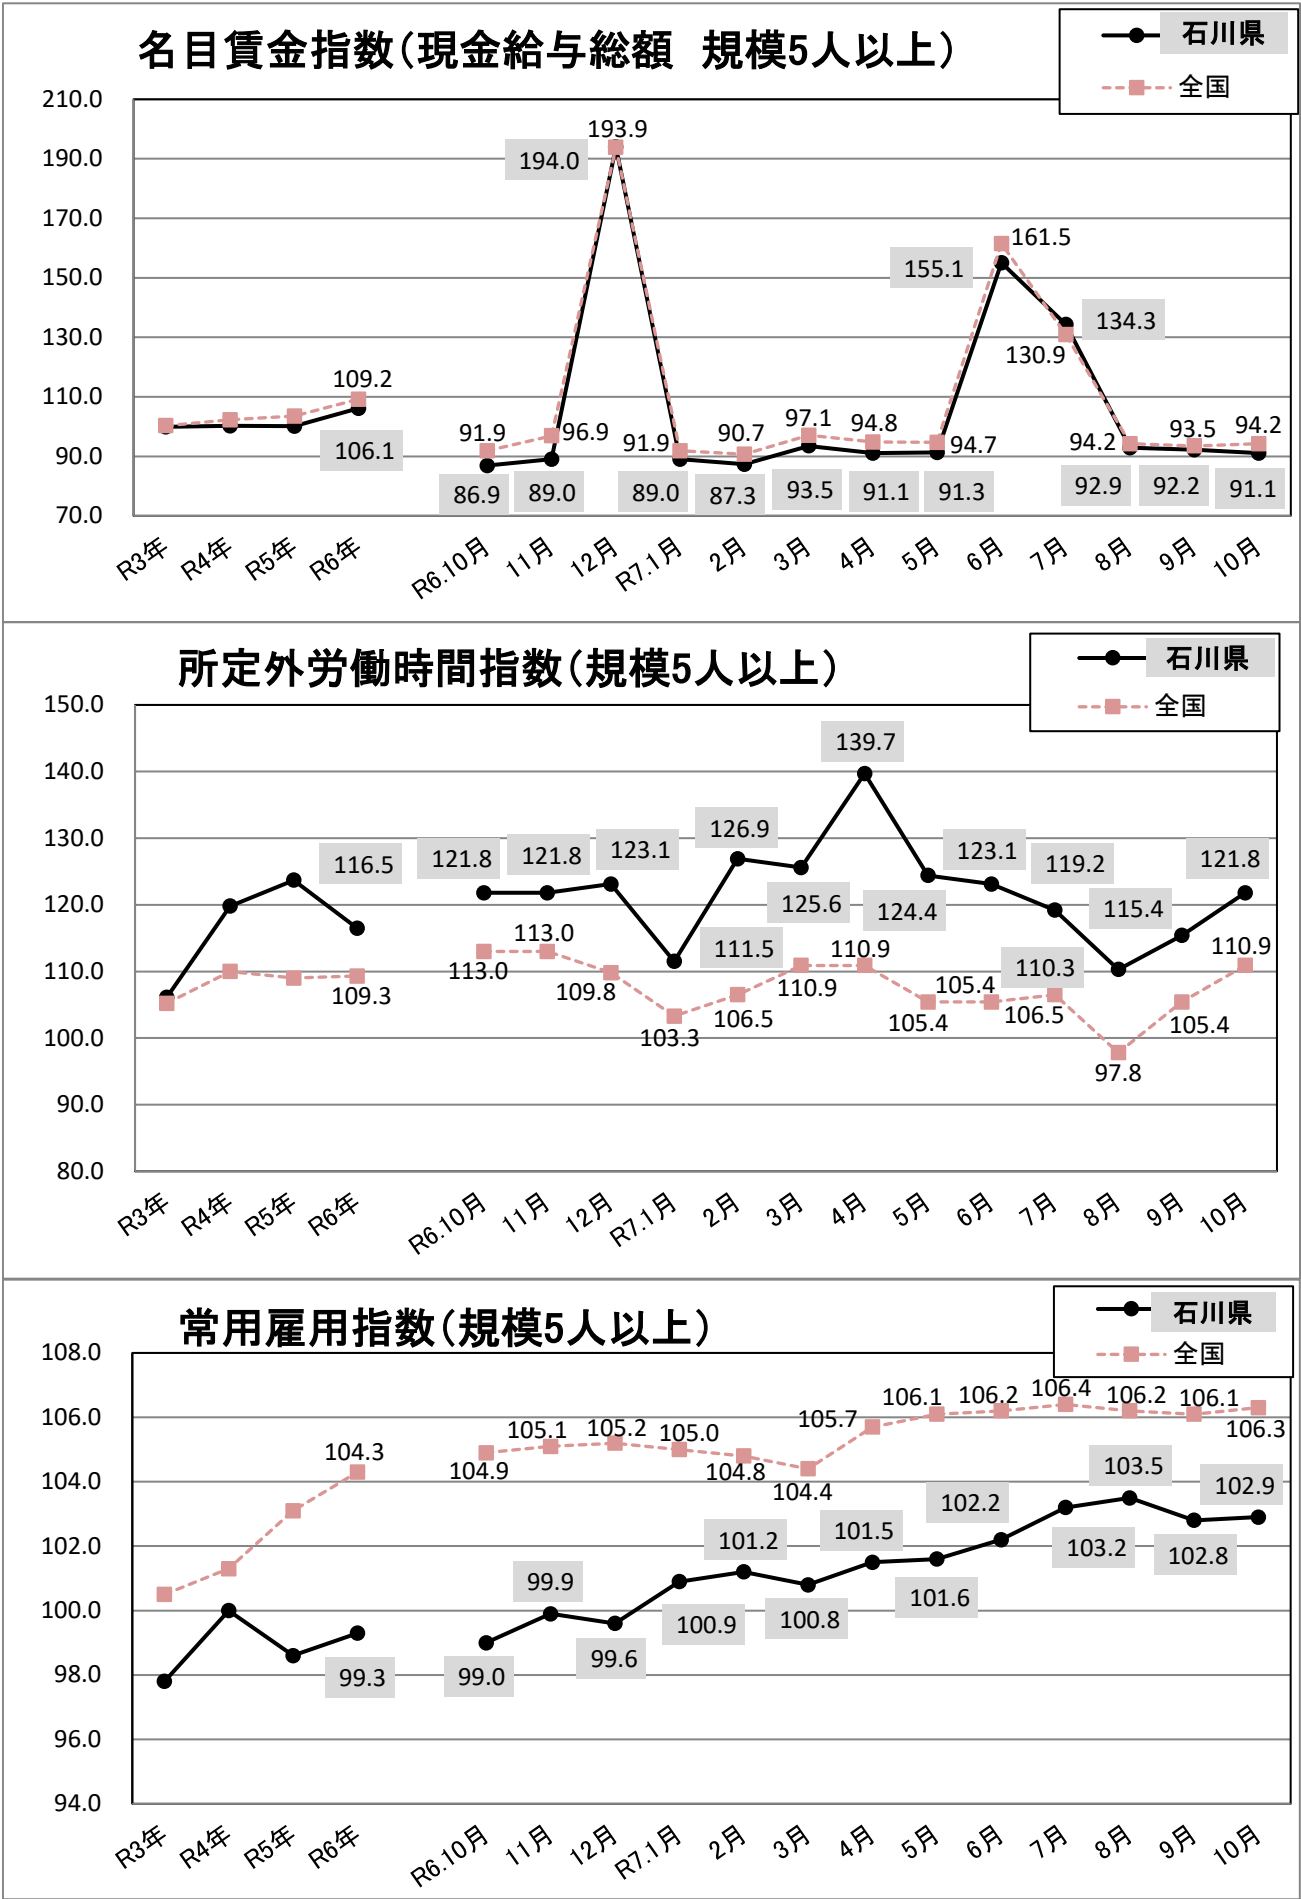 名目賃金指数(現金給与総額　規模5人以上)
石川県
全国
210.0
190.0
170.0
150.0
130.0
110.0
90.0
70.0
193.9
194.0
161.5
155.1
134.3
130.9
109.2
106.1
91.9
96.9
91.9
90.7
97.1
94.8
94.7
94.2
93.5
94.2
86.9
89.0
89.0
87.3
93.5
91.1
91.3
92.9
92.2
91.1
R3年
R4年
R5年
R6年
R6.10月
11月
12月
R7.1月
2月
3月
4月
5月
6月
7月
8月
9月
10月
所定外労働時間指数(規模5人以上)
石川県
全国
150.0
140.0
130.0
120.0
110.0
100.0
90.0
80.0
116.5
121.8
121.8
123.1
111.5
126.9
125.6
139.7
124.4
123.1
119.2
110.3
115.4
121.8
109.3
113.0
113.0
109.8
103.3
106.5
110.9
110.9
105.4
105.4
106.5
97.8
105.4
110.9
R3年
R4年
R5年
R6年
R6.10月
11月
12月
R7.1月
2月
3月
4月
5月
6月
7月
8月
9月
10月
常用雇用指数(規模5人以上)
石川県
全国
108.0
106.0
104.0
102.0
100.0
98.0
96.0
94.0
104.3
104.9
105.1
105.2
105.0
104.8
104.4
105.7
106.1
106.2
106.4
106.2
106.1
106.3
99.3
99.0
99.9
99.6
100.9
101.2
100.8
101.5
101.6
102.2
103.2
103.5
102.8
102.9
R3年
R4年
R5年
R6年
R6.10月
11月
12月
R7.1月
2月
3月
4月
5月
6月
7月
8月
9月
10月